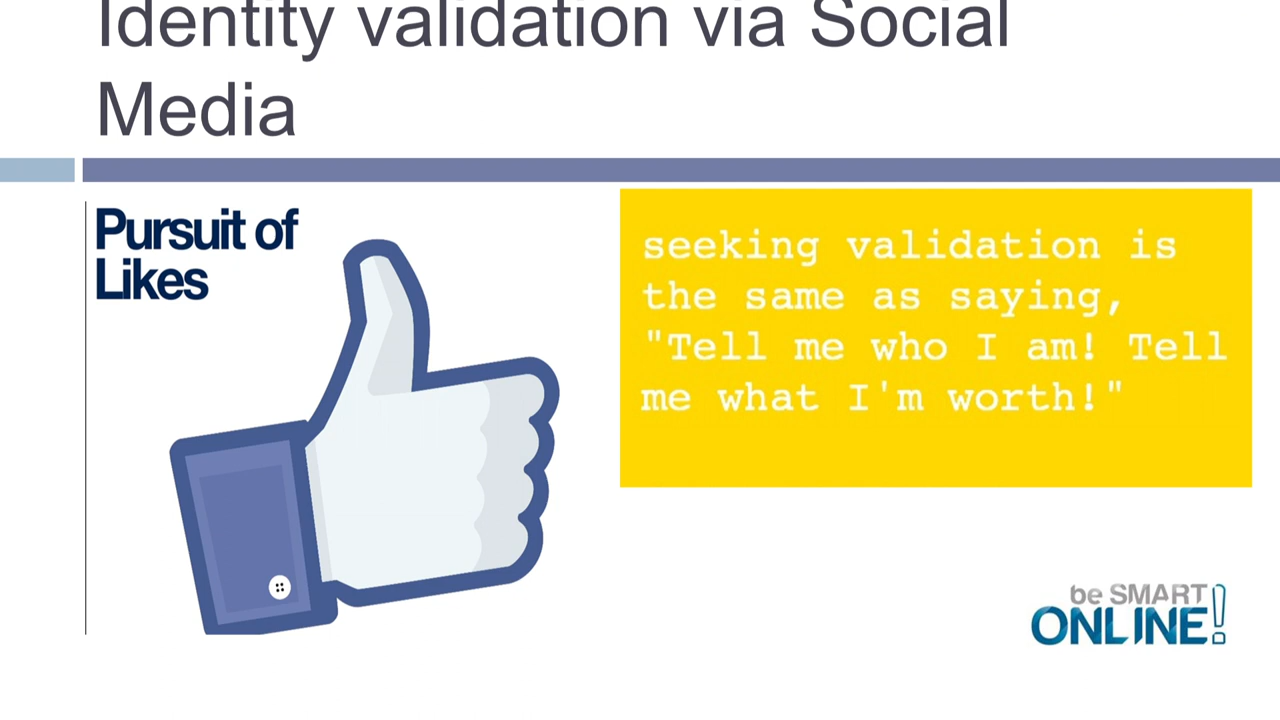 Identity validation via Social
Media
Pursuit of
Likes
seeking validation is
the same as saying,
"Tell me who I am! Tell
me what I'm worth!"
be SMART
ONLINE!